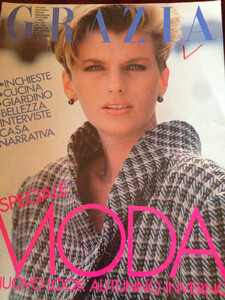 GRAZIA
•INCHIESTE
•CUCINA
•GIARDINO
•BELLEZZA
INTERVISTE
CASA
NARRATIVA
SPECIALE
MODA
NUOVO-LOOK AUTUNNO-INVERNO